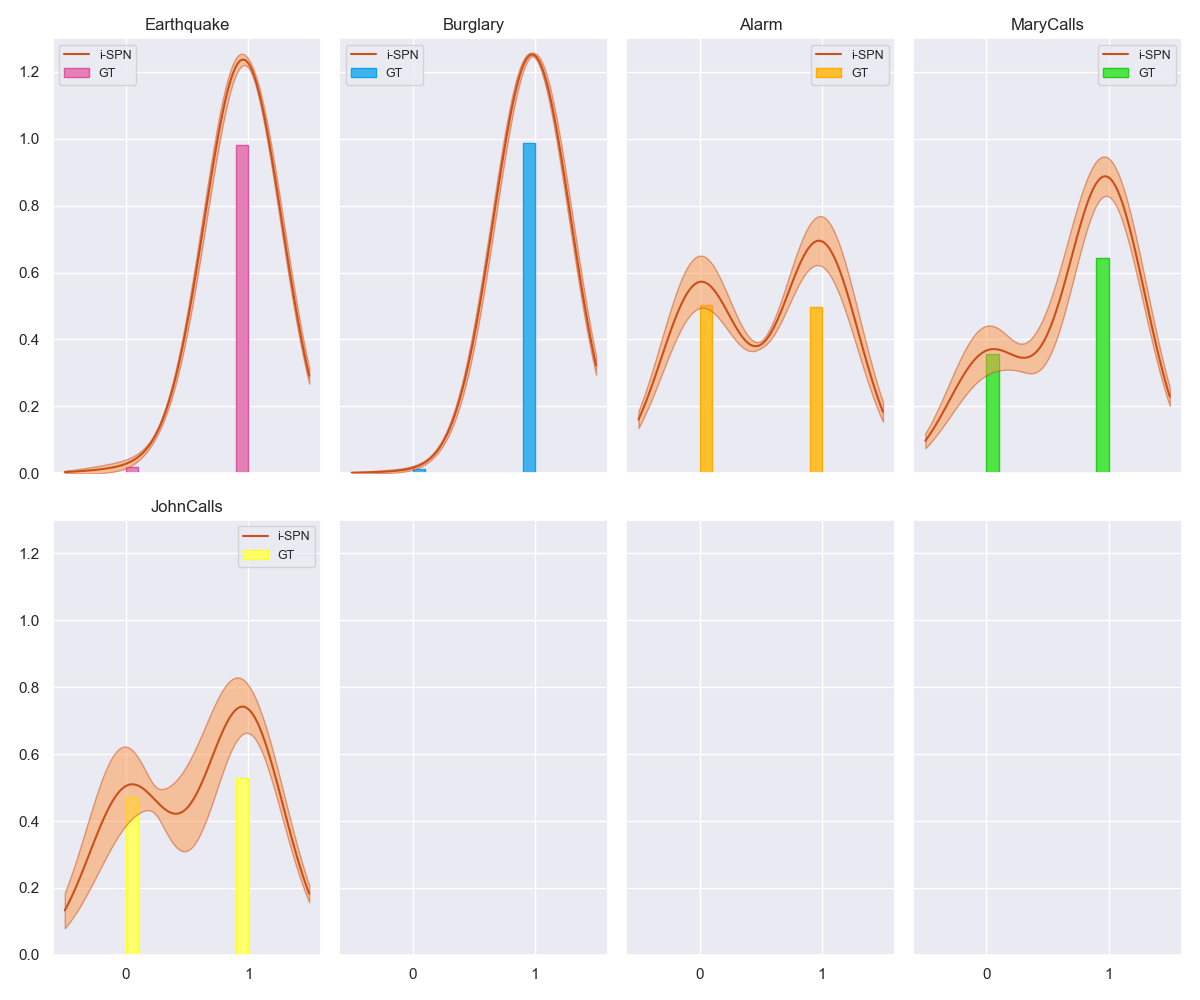 Earthquake
Burglary
Alarm
MaryCalls
i-SPN
GT
i-SPN
GT
i-SPN
GT
i-SPN
GT
1.2
1.0
0.8
0.6
0.4
0.2
0.0
JohnCalls
i-SPN
GT
1.2
1.0
0.8
0.6
0.4
0.2
0.0
0 1
0 1
0 1
0 1